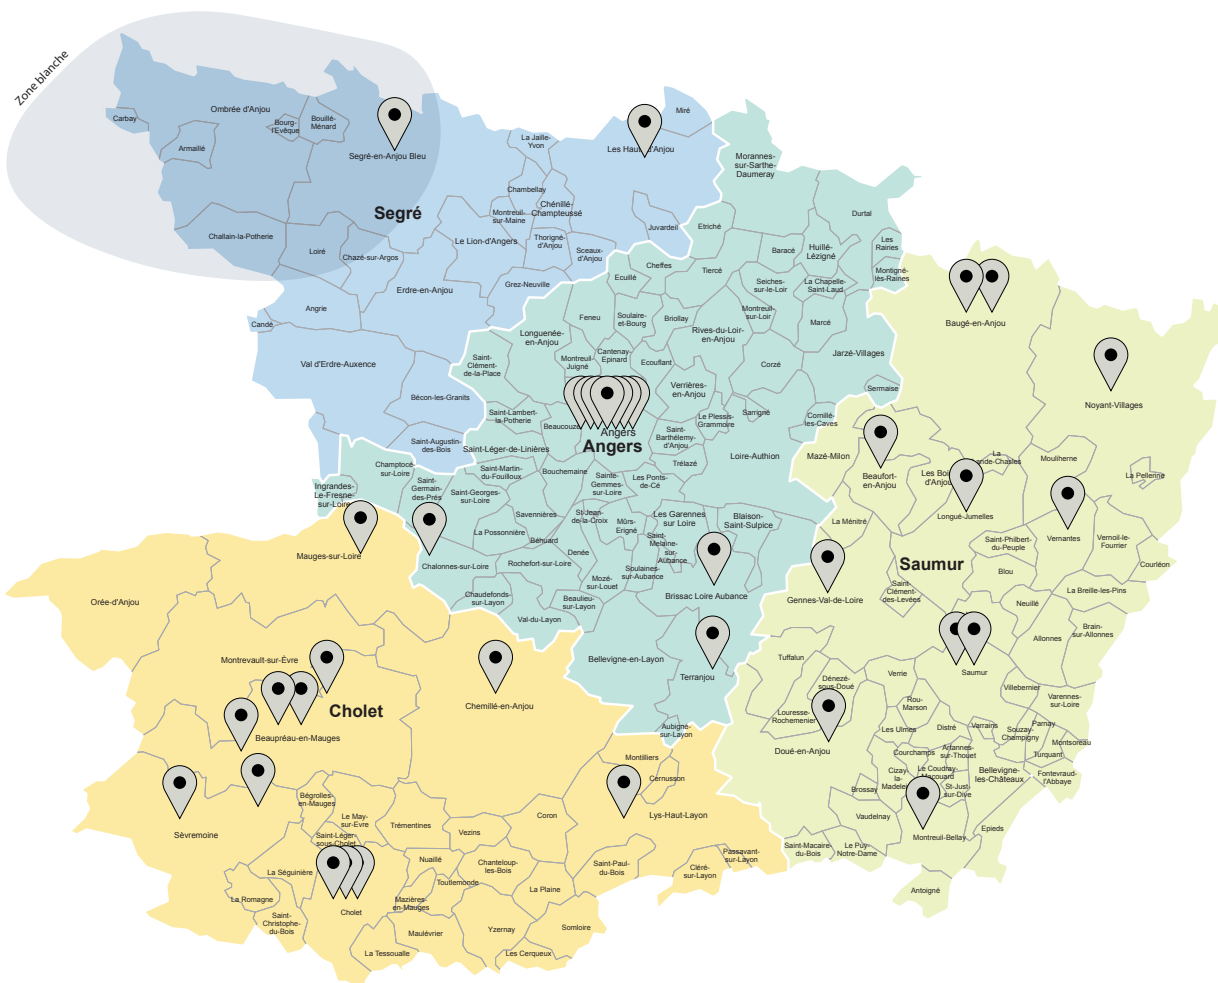 Zone blanche
Carbay
Ombrée d'Anjou
Armaillé
Bourg-
l'Evêque
Bouillé-
Ménard
Segré-en-Anjou Bleu
Segré
Challain-la-Potherie
Loiré
Chazé-sur-Argos
Angrie
Candé
Val d'Erdre-Auxence
Bécon-les-Granits
Saint-Augustin-
des-Bois
Erdre-en-Anjou
Le Lion-d'Angers
Grez-Neuville
La Jaille-
Yvon
Chambellay
Montreuil-
sur-Maine
Chénillé-
Champteussé
Thorigné-
d'Anjou
Sceaux-
d'Anjou
Juvardeil
Miré
Morannes-
sur-Sarthe-
Daumeray
Etriché
Durtal
Baracé
Huillé-
Lézigné
Les
Rairies
Montigné-
lès-Rairies
Cheffes
Ecuillé
Tiercé
Seiches-
sur-le-Loir
La Chapelle-
Saint-Laud
Feneu
Soulaire-
et-Bourg
Briollay
Montreuil-
sur-Loir
Marcé
Rives-du-Loir-
en-Anjou
Longuenée-
en-Anjou
Jarzé-Villages
Saint-
Clément-
de-la-Place
Montreuil-
Juigné
Cantenay-
Epinard
Ecouflant
Corzé
Verrières-
en-Anjou
Sermaise
Saint-Lambert-
la-Potherie
Beaucouzé
Angers
Angers
Le Plessis-
Grammoire
Sarrigné
Cornillé-
les-Caves
Saint-
Barthélemy-
d'Anjou
Saint-Léger-de-Linières
Trélazé
Loire-Authion
Champtocé-
sur-Loire
Saint-Martin-
du-Fouilloux
Bouchemaine
Sainte-
Gemmes-
sur-Loire
Les Ponts-
de-Cé
Ingrandes-
Le-Fresne-
sur-Loire
Saint-
Germain-
des-Prés
Saint-Georges-
sur-Loire
Savennières
St-Jean-
de-la-Croix
Mûrs-
Erigné
Les Garennes
sur Loire
Blaison-
Saint-Sulpice
La Possonnière
Béhuard
Denée
Saint-
Melaine-
sur-
Aubance
Soulaines-
sur-Aubance
Chalonnes-sur-Loire
Rochefort-sur-Loire
Mozé-
sur-Louet
Brissac Loire Aubance
Chaudefonds-
sur-Layon
Beaulieu-
sur-Layon
Val-du-Layon
Bellevigne-en-Layon
Terranjou
Aubigné-
sur-Layon
Baugé-en-Anjou
Noyant-Villages
Mazé-Milon
Beaufort-
en-Anjou
La
Mouliherne
La Pellerine
La Ménitré
Longué-Jumelles
Vernantes
Vernoil-le-
Fourrier
Saint-Philbert-
du-Peuple
Courléon
Saumur
Blou
La Breille-les-Pins
Gennes-Val-de-Loire
Saint-
Clément-
des-Levées
Neuillé
Allonnes
Brain-
sur-Allonnes
Tuffalun
Dénezé-
sous-Doué
Verrie
Saumur
Villebernier
Varennes-
sur-Loire
Louresse-
Rochemenier
Rou-
Marson
Les Ulmes
Distré
Varrains
Souzay-
Champigny
Parnay
Montsoreau
Turquant
Doué-en-Anjou
Courchamps
Artannes-
sur-Thouet
Cizay-
la-
Le Coudray-
Macouard
Bellevigne-
les-Châteaux
Fontevraud-
l'Abbaye
Brossay
St-Just-
sur-Dive
Vaudelnay
Montreuil-Bellay
Epieds
Saint-Macaire-
du-Bois
Le Puy-
Notre-Dame
Antoigné
Mauges-sur-Loire
Orée-d'Anjou
Montrevault-sur-Èvre
Cholet
Chemillé-en-Anjou
Beaupréau-en-Mauges
Sèvremoine
Bégrolles-
en-Mauges
Le May-
sur-Evre
Trémentines
Vezins
Coron
Montilliers
Cernusson
Lys-Haut-Layon
Saint-Léger-
sous-Cholet
Nuaillé
Chanteloup-
les-Bois
Saint-Paul-
du-Bois
Cléré-
sur-Layon
Passavant-
sur-Layon
La Séguinière
Toutlemonde
La Plaine
La Romagne
Mazières-
en-Mauges
Cholet
Saint-
Christophe-
du-Bois
Maulévrier
Yzernay
Somloire
La Tessoualle
Les Cerqueux